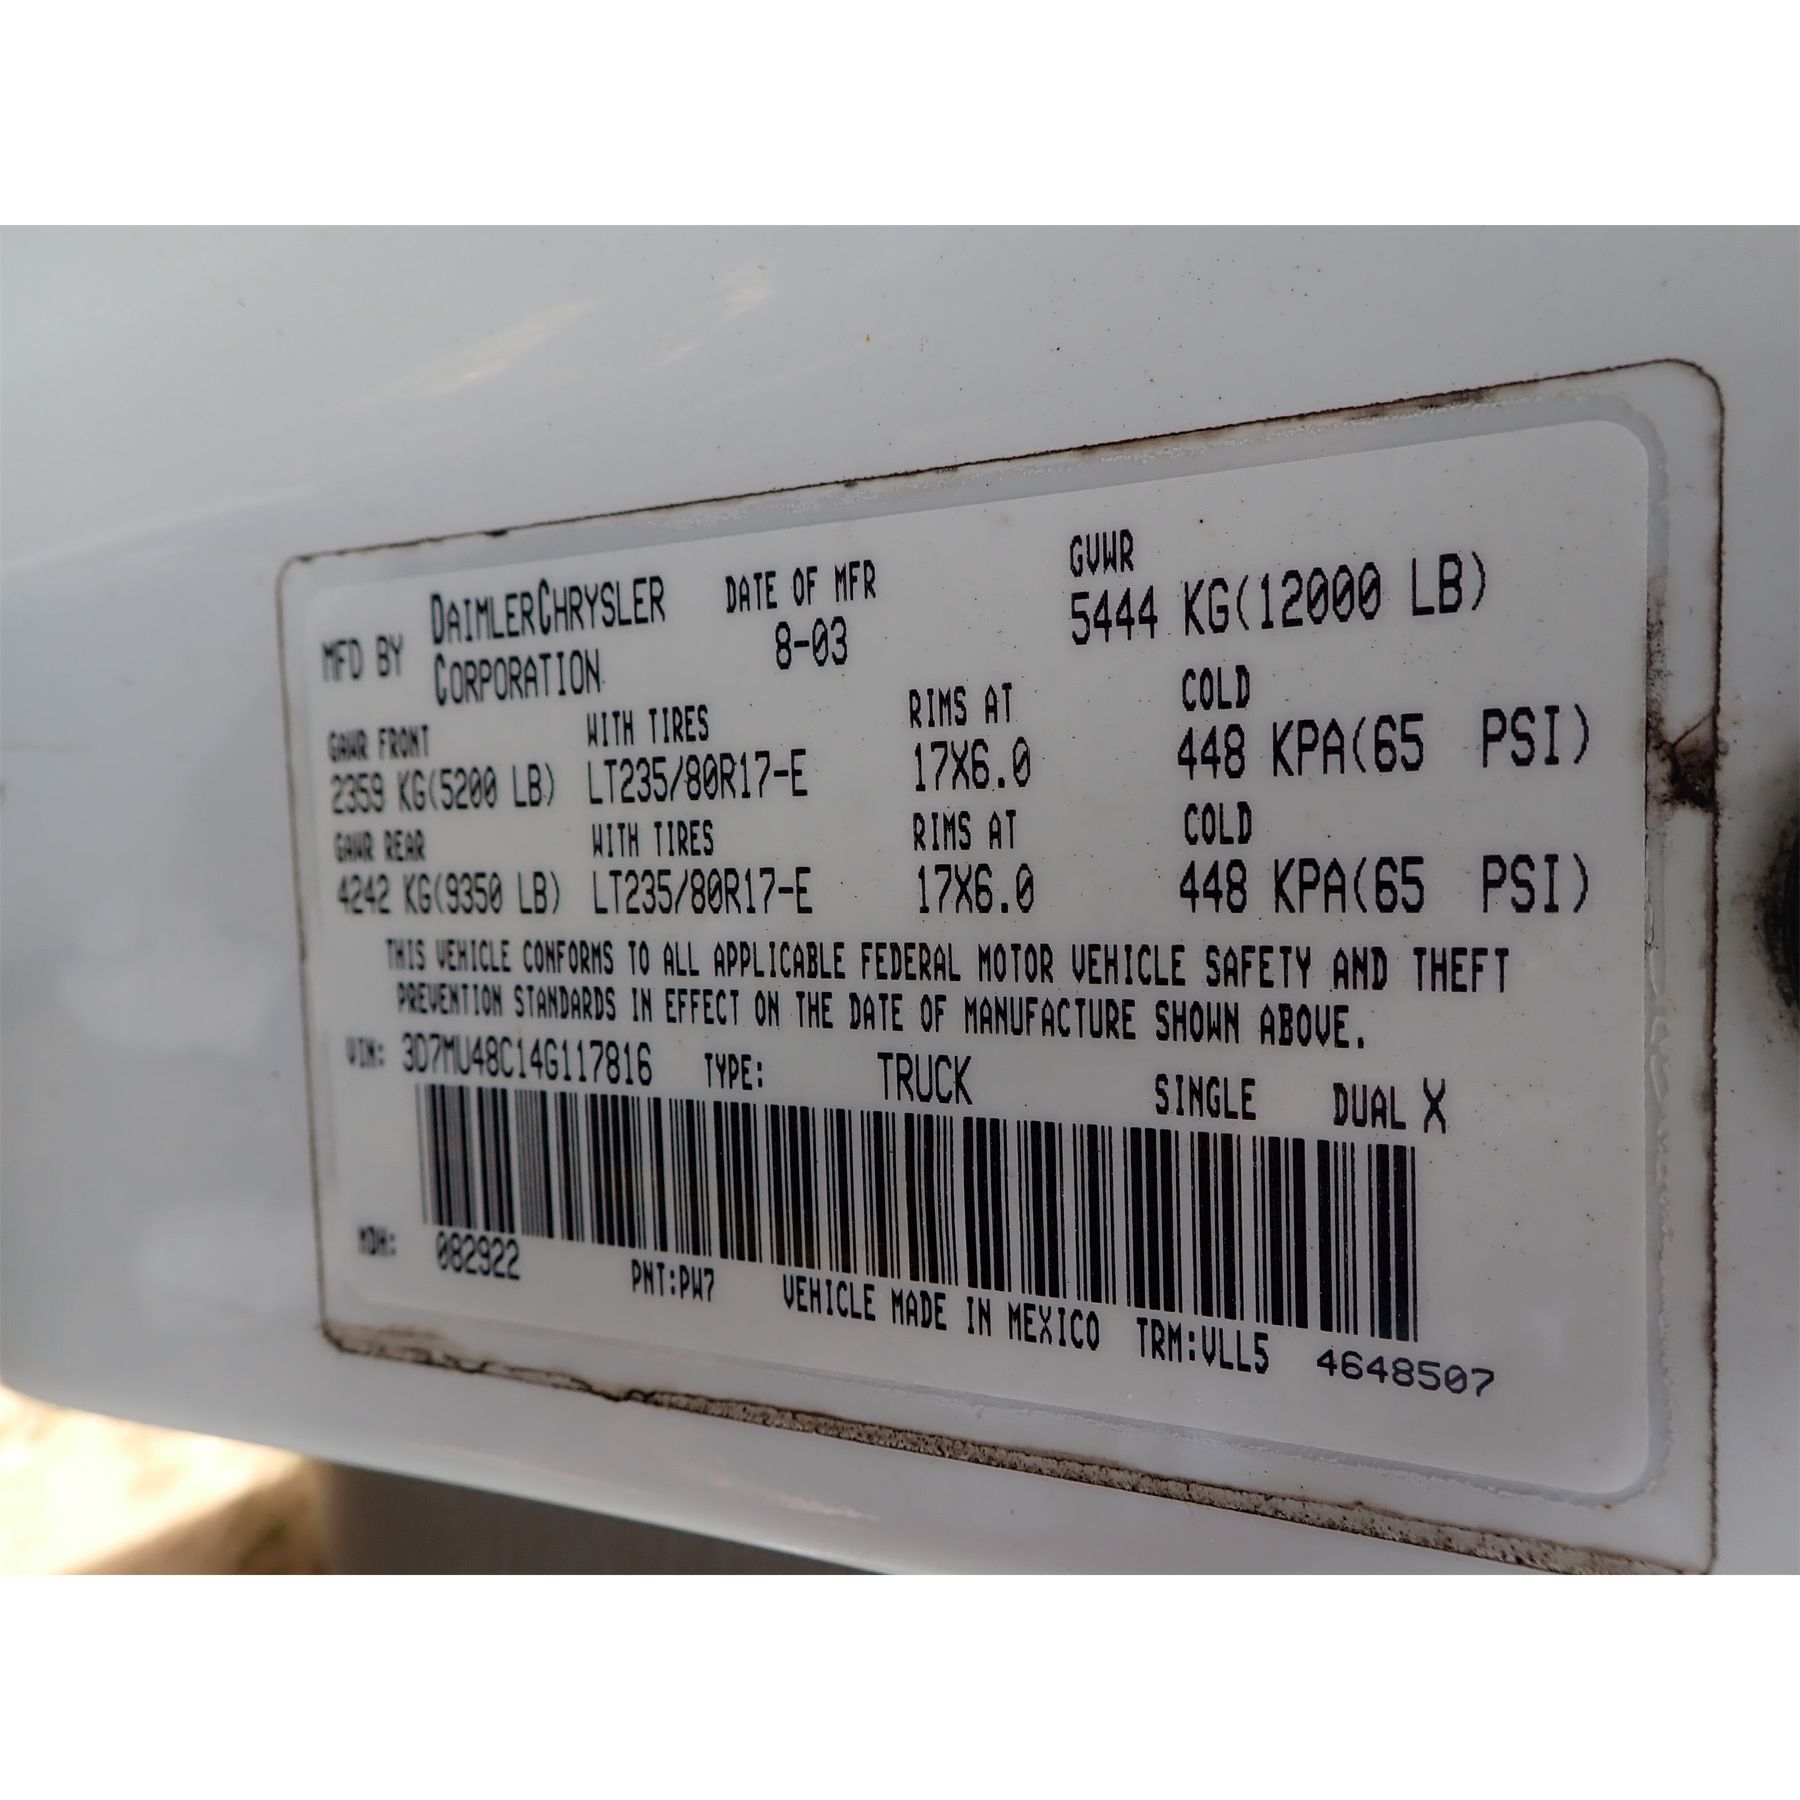 MFD BY DAIMLERCHRYSLER CORPORATION
DATE OF MFR
8-03
GVWR
5444 KG(12000 LB)
GAWR FRONT WITH TIRES RIMS AT COLD
2359 KG(5200 LB) LT235/80R17-E 17X6.0 448 KPA(65 PSI)
GAWR REAR WITH TIRES RIMS AT COLD
4242 KG(9350 LB) LT235/80R17-E 17X6.0 448 KPA(65 PSI)
THIS VEHICLE CONFORMS TO ALL APPLICABLE FEDERAL MOTOR VEHICLE SAFETY AND THEFT
PREVENTION STANDARDS IN EFFECT ON THE DATE OF MANUFACTURE SHOWN ABOVE.
VIN: 3D7MU48C14G117816 TYPE: TRUCK SINGLE DUAL X
MDH: 082922 PNT:PW7 VEHICLE MADE IN MEXICO TRM:VLL5 4648507